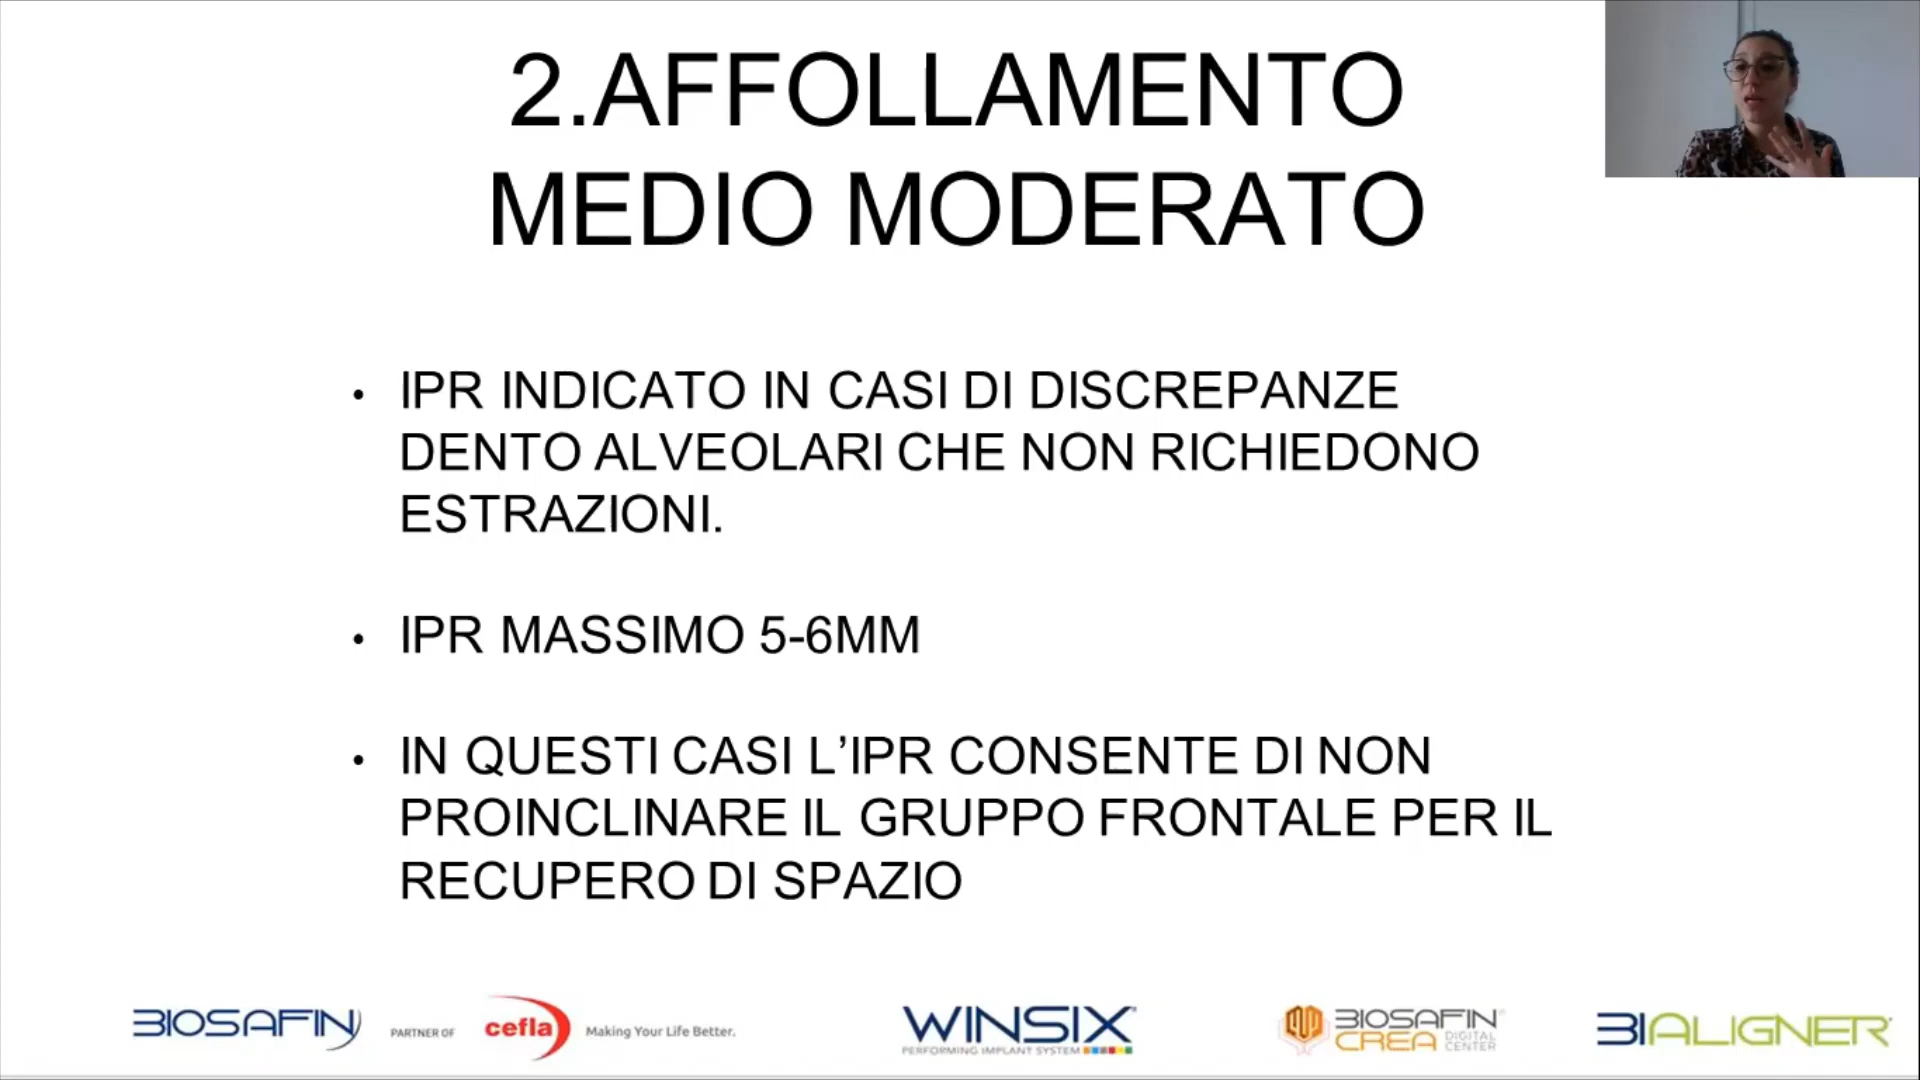 2.AFFOLLAMENTO
MEDIO MODERATO
• IPR INDICATO IN CASI DI DISCREPANZE
DENTO ALVEOLARI CHE NON RICHIEDONO
ESTRAZIONI.
• IPR MASSIMO 5-6MM
• IN QUESTI CASI L’IPR CONSENTE DI NON
PROINCLINARE IL GRUPPO FRONTALE PER IL
RECUPERO DI SPAZIO
BIOSAFIN PARTNER OF cefla Making Your Life Better.
WINSIX
PERFORMING IMPLANT SYSTEM
BIOSAFIN
CREA DIGITAL CENTER
BIALIGNER